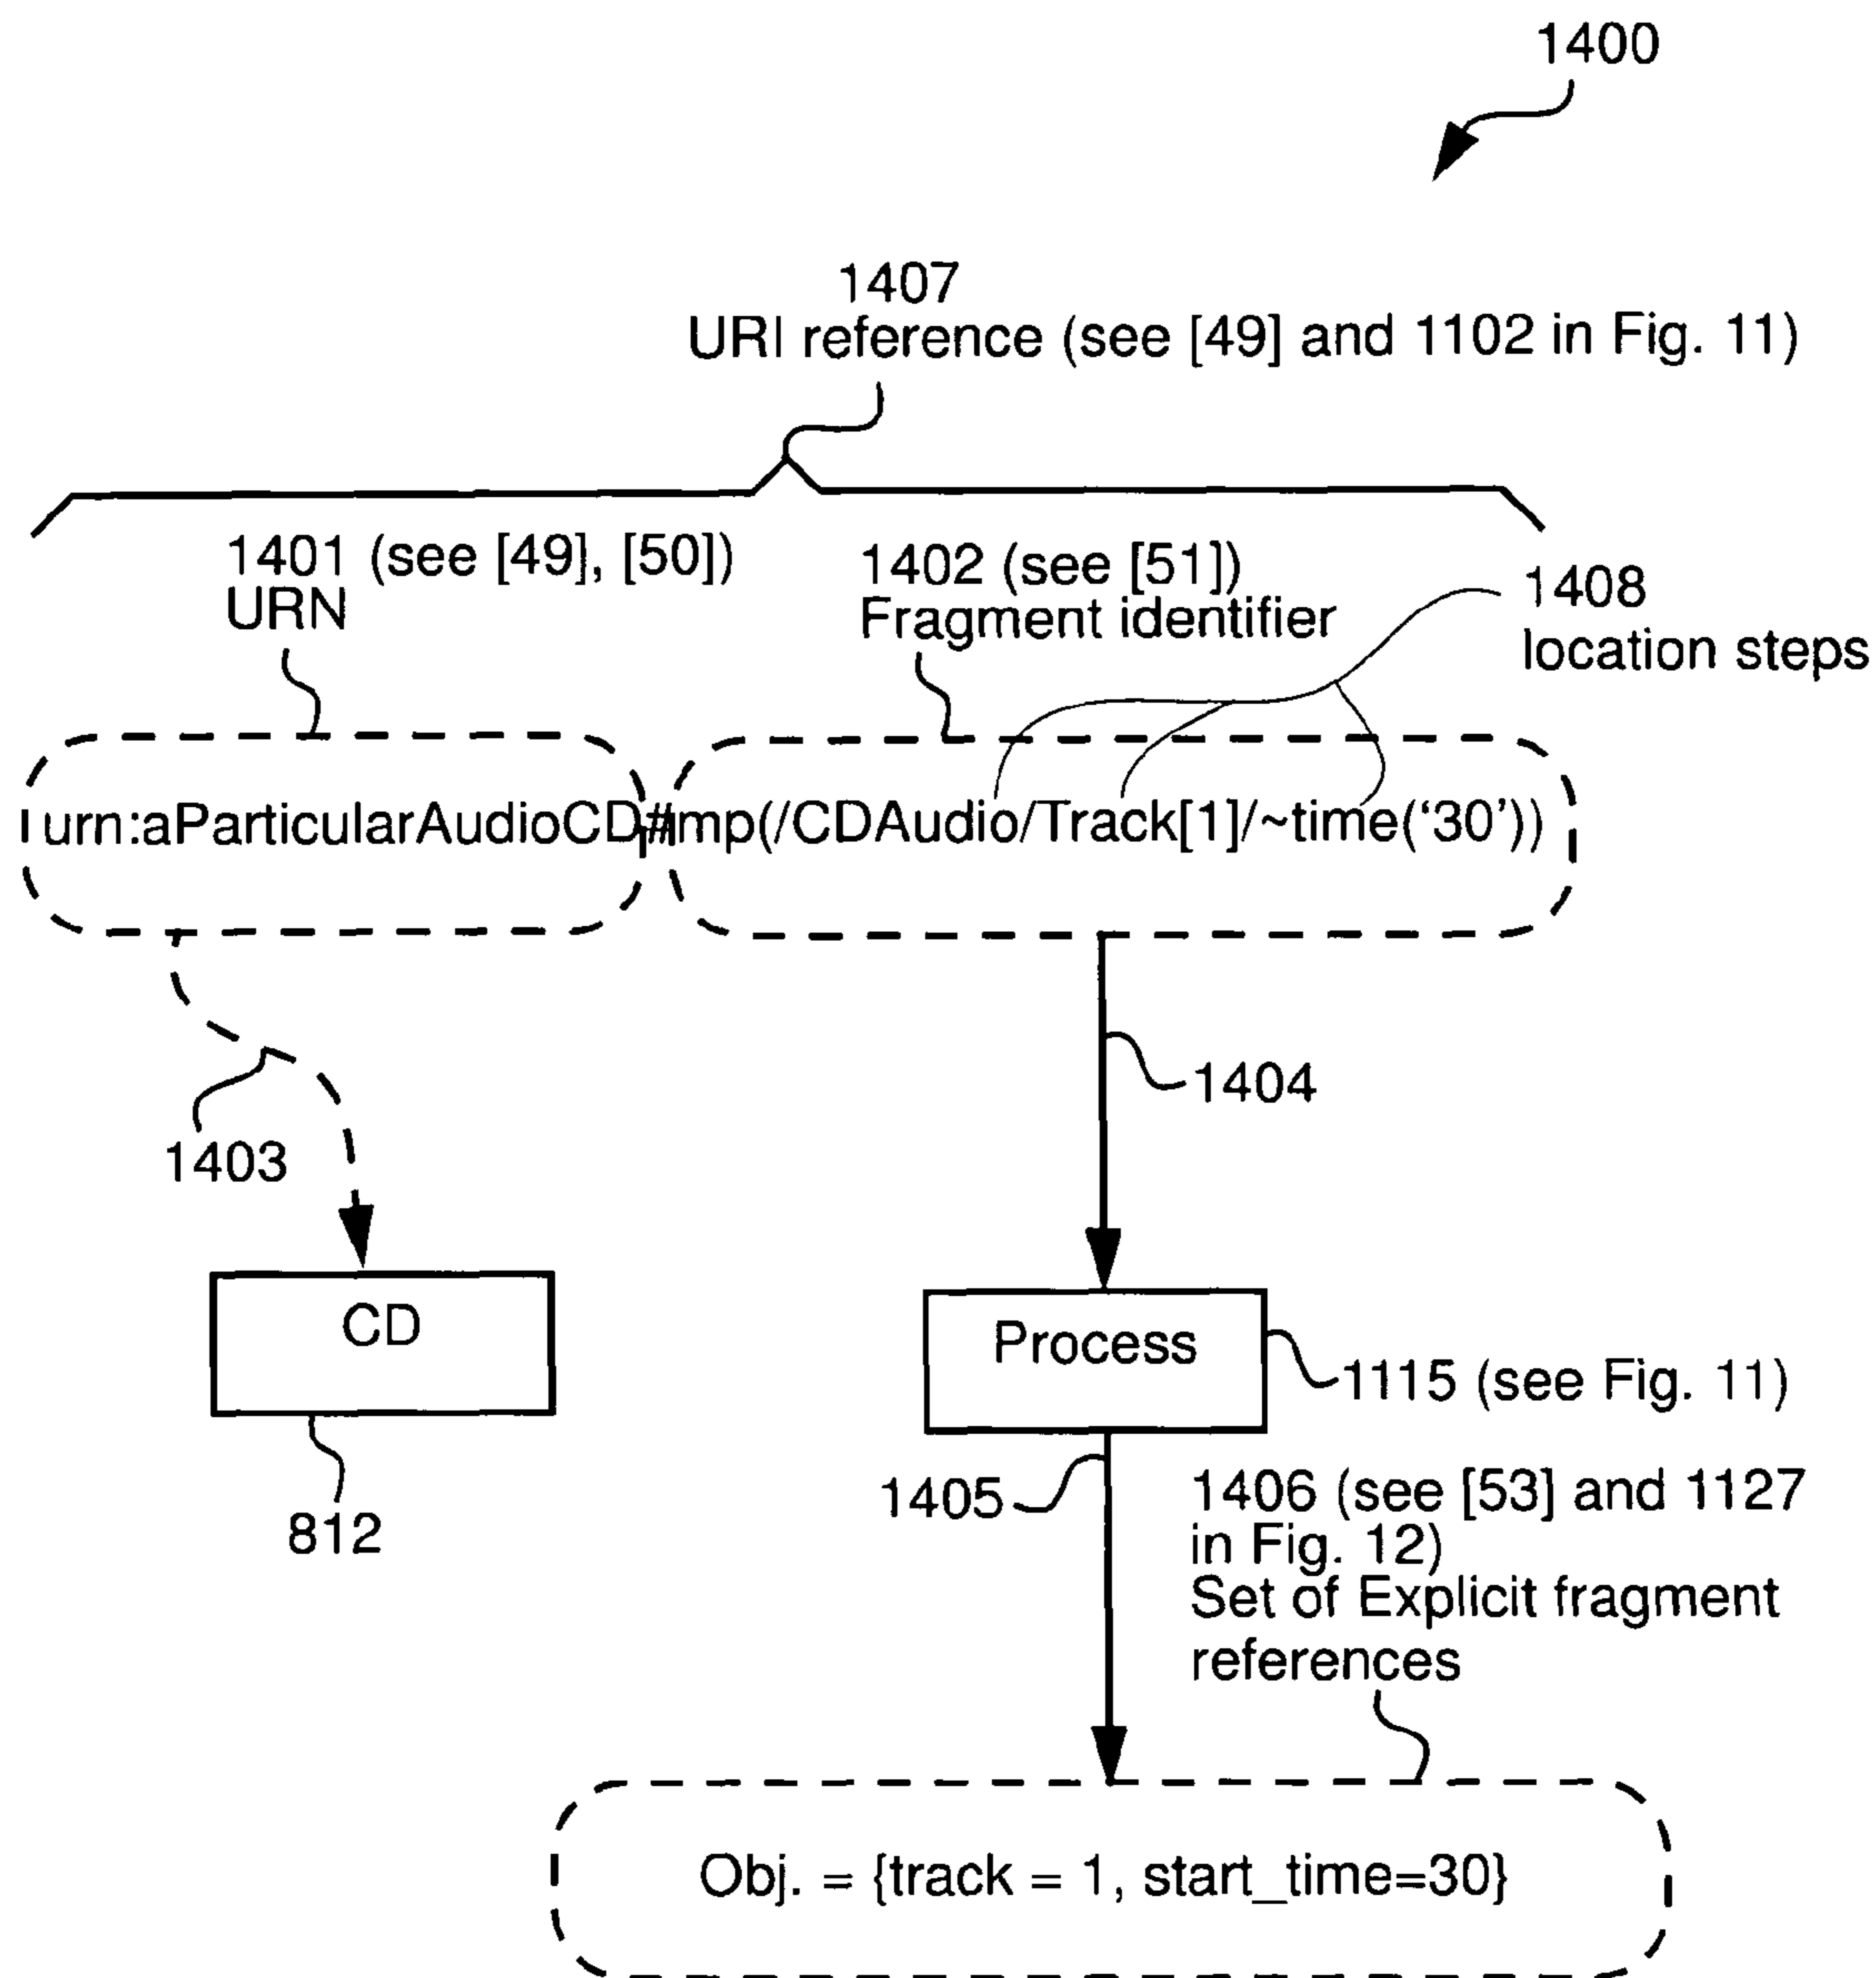 1400
1407
URI reference (see [49] and 1102 in Fig. 11)
1401 (see [49], [50])
URN
1402 (see [51])
Fragment identifier
1408
location steps
urn:aParticularAudioCD#mp(/CDAudio/Track[1]/~time(‘30’))
1403
1404
CD
812
Process
1115 (see Fig. 11)
1405
1406 (see [53] and 1127
in Fig. 12)
Set of Explicit fragment
references
Obj. = {track = 1, start_time=30}